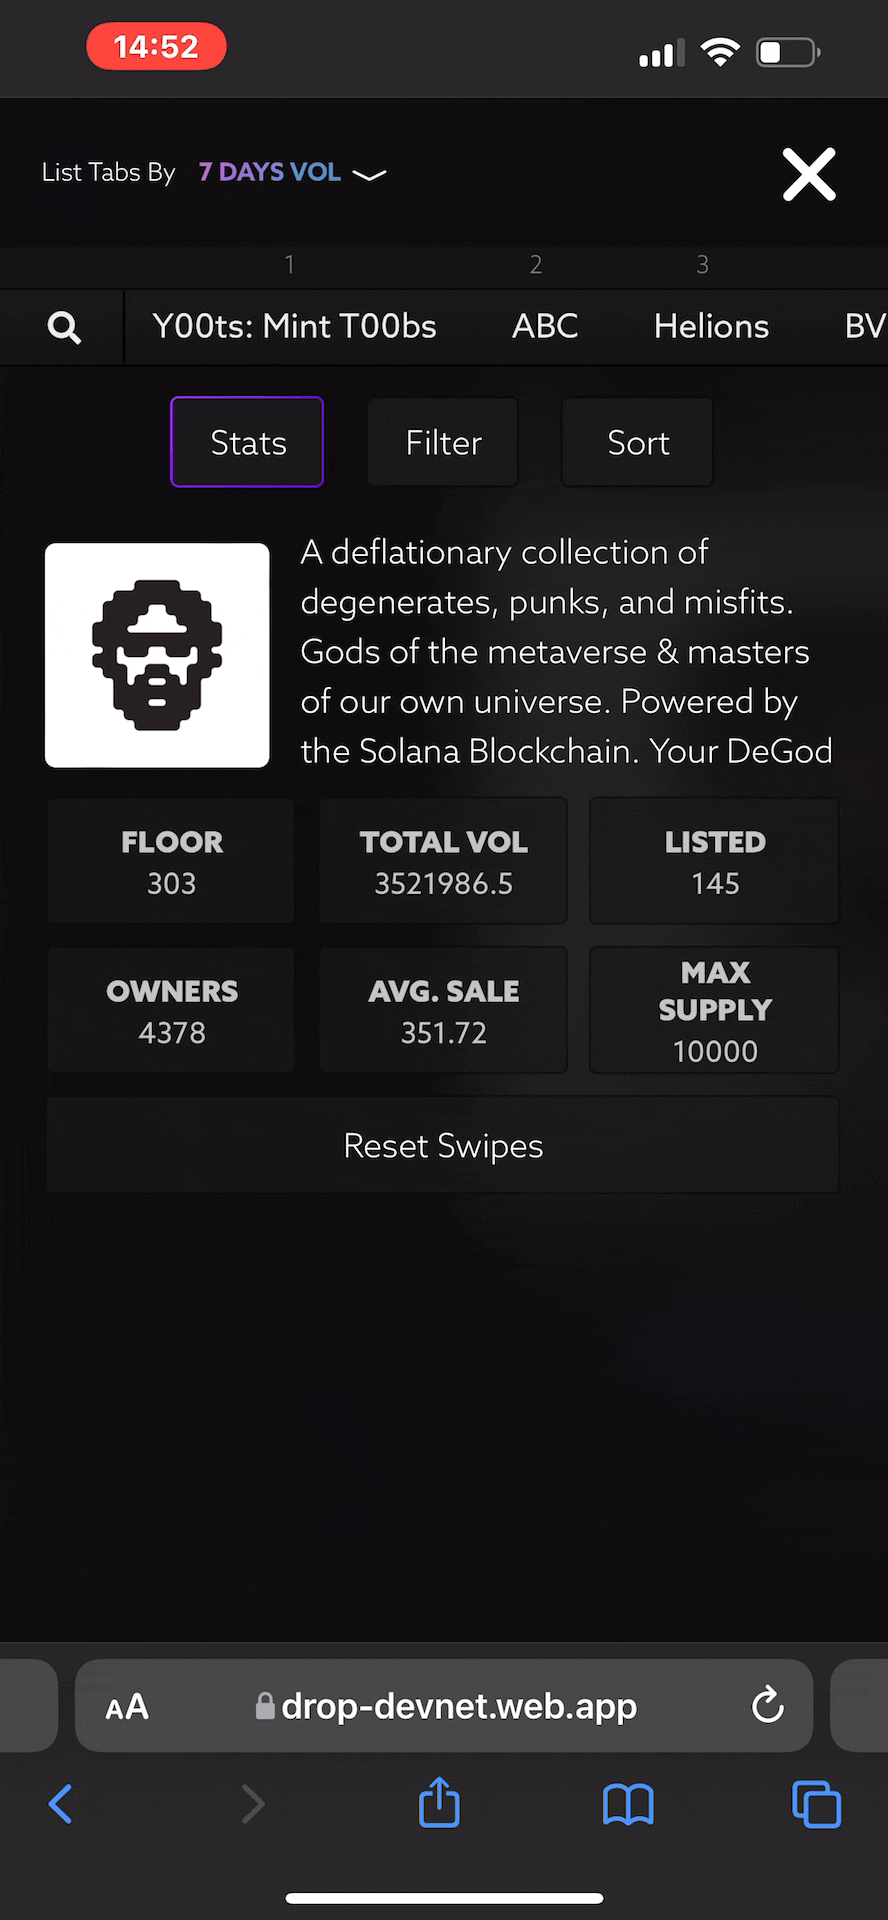 14:52
List Tabs By 7 DAYS VOL
1 2 3
Y00ts: Mint T00bs ABC Helions BV
Stats Filter Sort
A deflationary collection of
degenerates, punks, and misfits.
Gods of the metaverse & masters
of our own universe. Powered by
the Solana Blockchain. Your DeGod
FLOOR TOTAL VOL LISTED
303 3521986.5 145
OWNERS AVG. SALE MAX
SUPPLY
4378 351.72 10000
Reset Swipes
AA drop-devnet.web.app